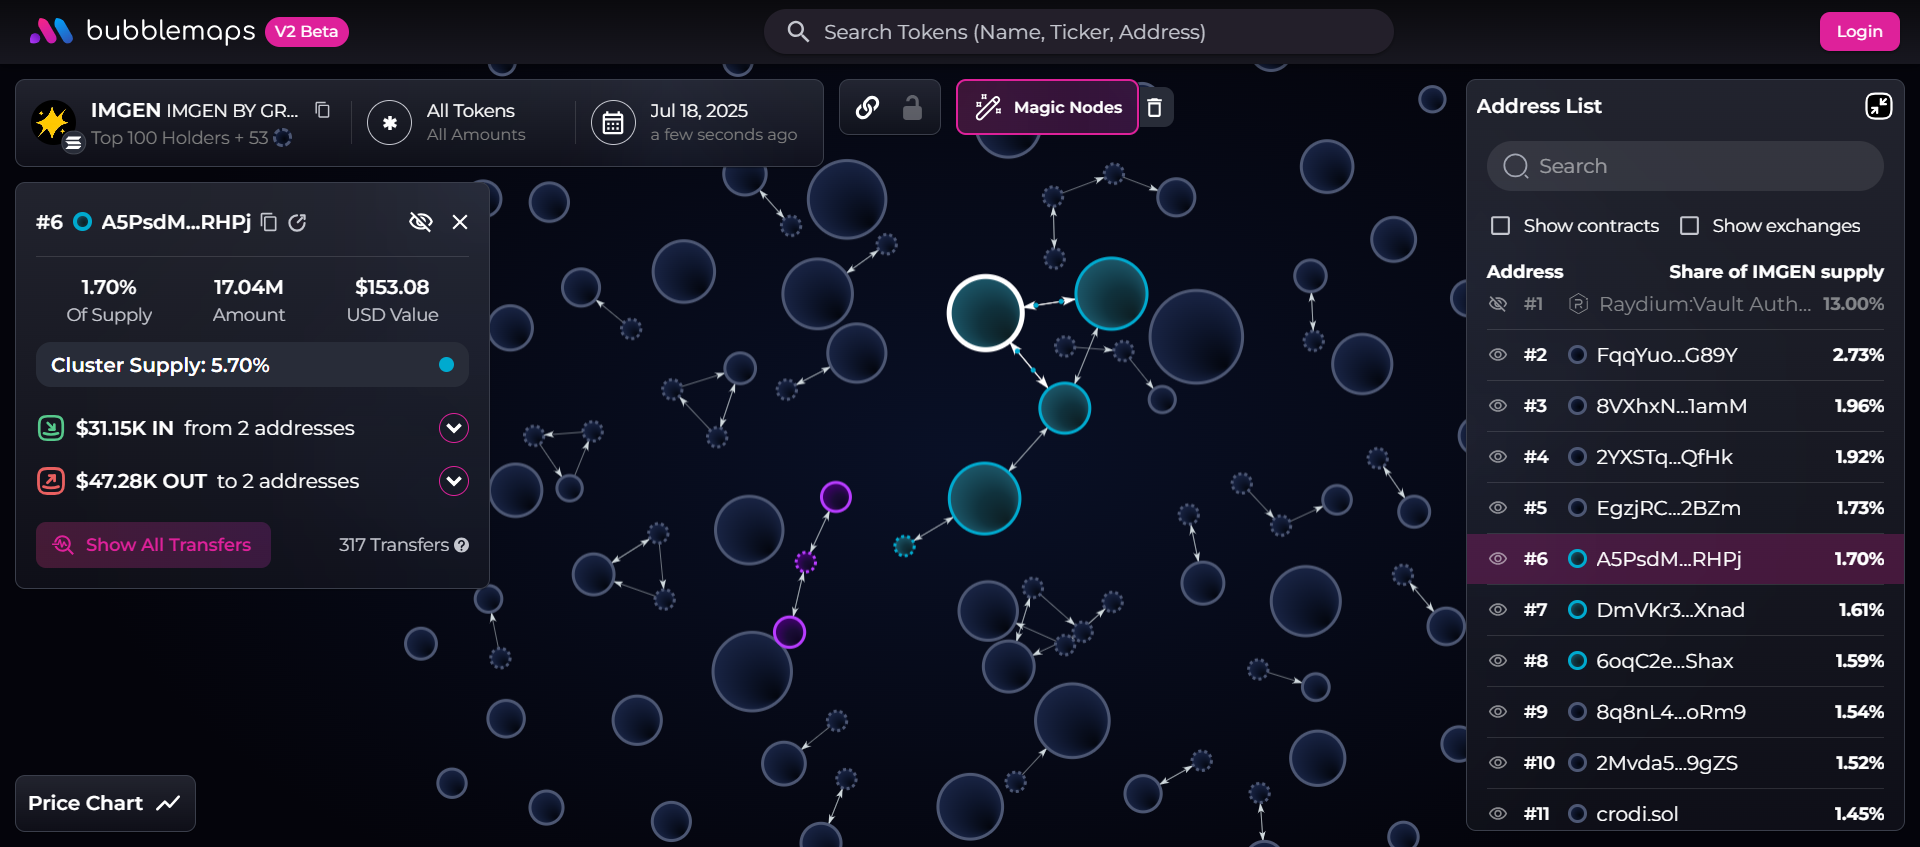 bubblemaps V2 Beta
Search Tokens (Name, Ticker, Address)
Login
IMGEN IMGEN BY GR...
Top 100 Holders + 53
All Tokens
All Amounts
Jul 18, 2025
a few seconds ago
Magic Nodes
#6 A5PsdM...RHPj
1.70% 17.04M $153.08
Of Supply Amount USD Value
Cluster Supply: 5.70%
$31.15K IN from 2 addresses
$47.28K OUT to 2 addresses
Show All Transfers 317 Transfers ?
Price Chart
Address List
Search
Show contracts Show exchanges
Address Share of IMGEN supply
#1 Raydium:Vault Auth... 13.00%
#2 FqqYuo...G89Y 2.73%
#3 8VXhxN...1amM 1.96%
#4 2YXSTq...QfHk 1.92%
#5 EgzjRC...2BZm 1.73%
#6 A5PsdM...RHPj 1.70%
#7 DmVKr3...Xnad 1.61%
#8 6oqC2e...Shax 1.59%
#9 8q8nL4...oRm9 1.54%
#10 2Mvda5...9gZS 1.52%
#11 crodi.sol 1.45%